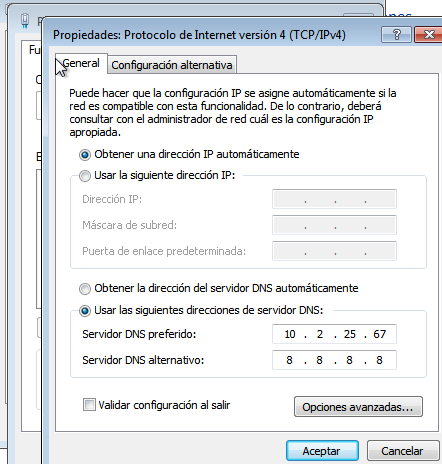 Propiedades: Protocolo de Internet versión 4 (TCP/IPv4)
General
Configuración alternativa
Puede hacer que la configuración IP se asigne automáticamente si la
red es compatible con esta funcionalidad. De lo contrario, deberá
consultar con el administrador de red cuál es la configuración IP
apropiada.
Obtener una dirección IP automáticamente
Usar la siguiente dirección IP:
Dirección IP:
Máscara de subred:
Puerta de enlace predeterminada:
Obtener la dirección del servidor DNS automáticamente
Usar las siguientes direcciones de servidor DNS:
Servidor DNS preferido: 10 . 2 . 25 . 67
Servidor DNS alternativo: 8 . 8 . 8 . 8
Validar configuración al salir
Opciones avanzadas...
Aceptar
Cancelar